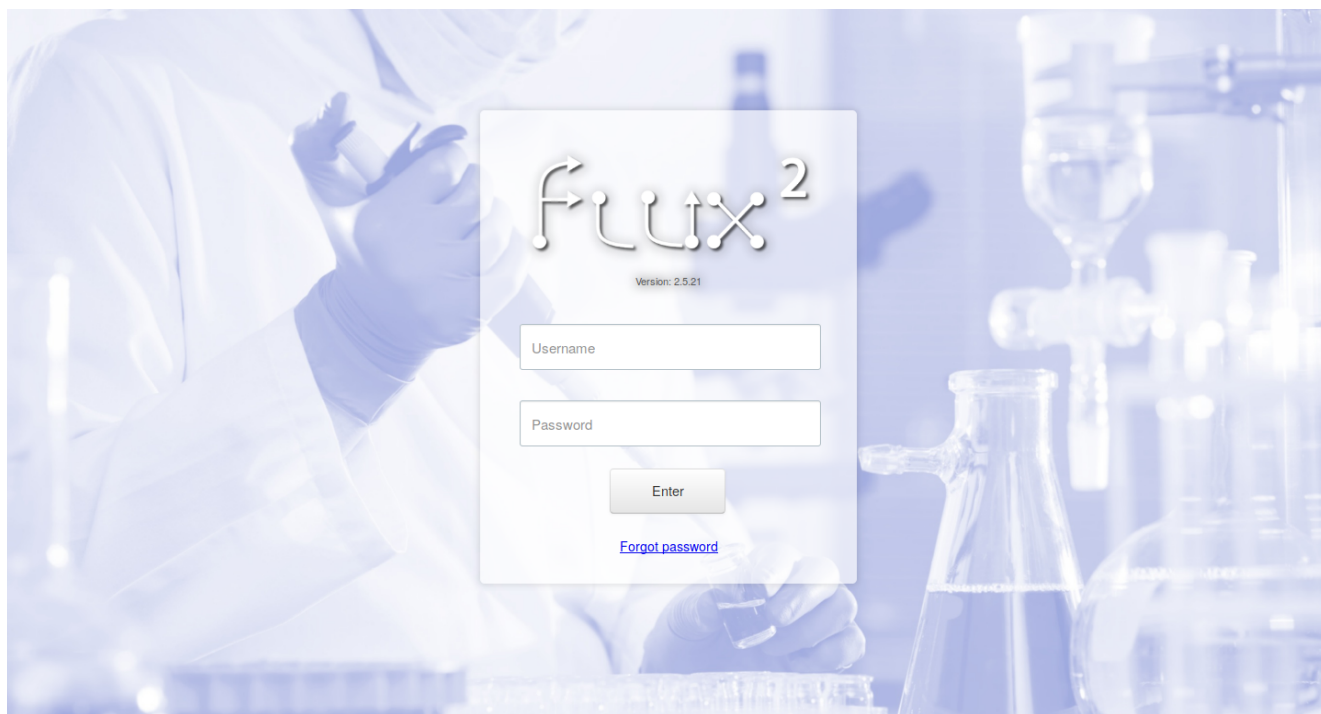 flux²
Version: 2.5.21
Username
Password
Enter
Forgot password